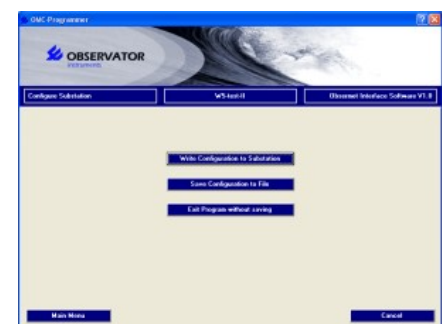 OMC-Programmer
OBSERVATOR
instruments
Configure Substation
WS-test-II
Observnet Interface Software V1.0
Write Configuration to Substation
Save Configuration to File
Exit Program without saving
Main Menu
Cancel